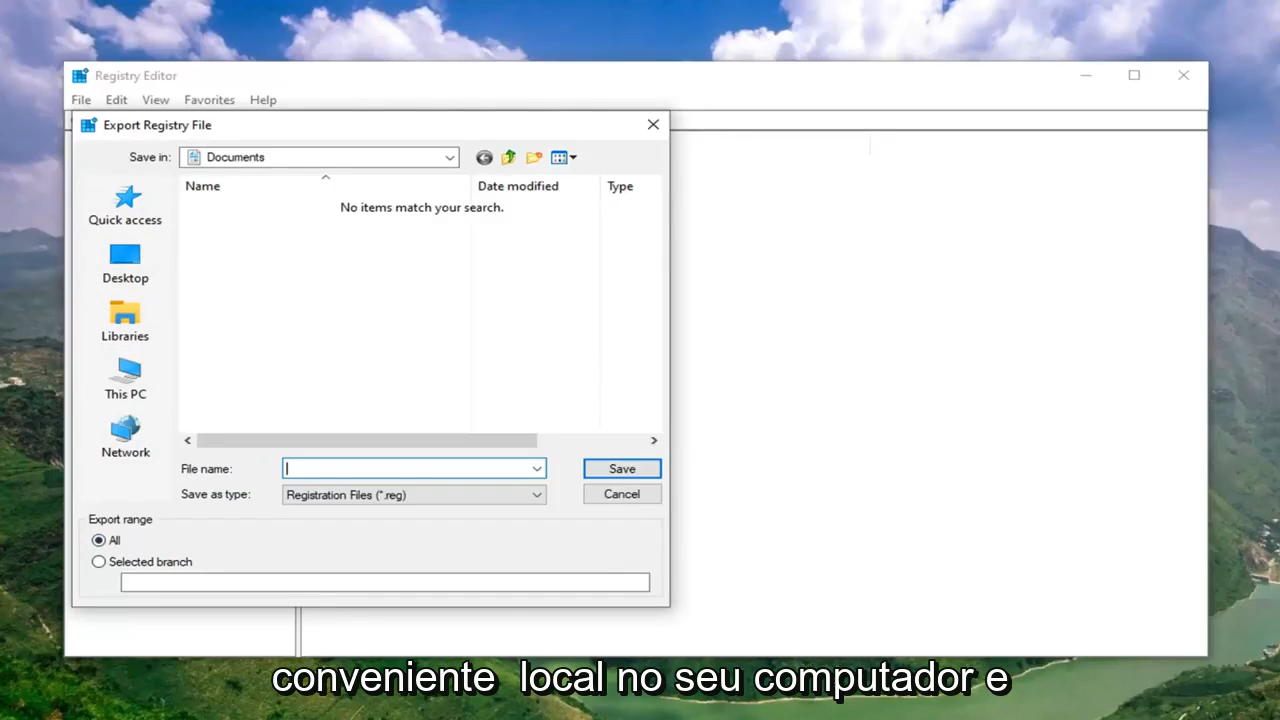 Registry Editor
File Edit View Favorites Help
Export Registry File
Save in: Documents
Name Date modified Type
No items match your search.
Quick access
Desktop
Libraries
This PC
Network
File name: Save
Save as type: Registration Files (*.reg) Cancel
Export range
All
Selected branch
conveniente local no seu computador e